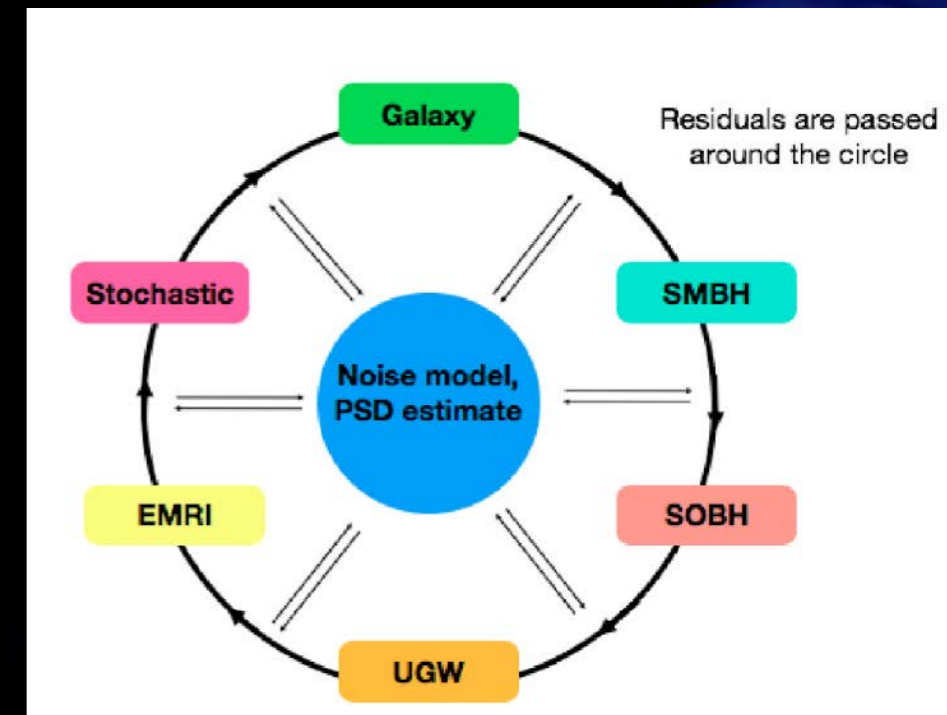 Galaxy
Residuals are passed
around the circle
Stochastic
SMBH
Noise model,
PSD estimate
EMRI
SOBH
UGW